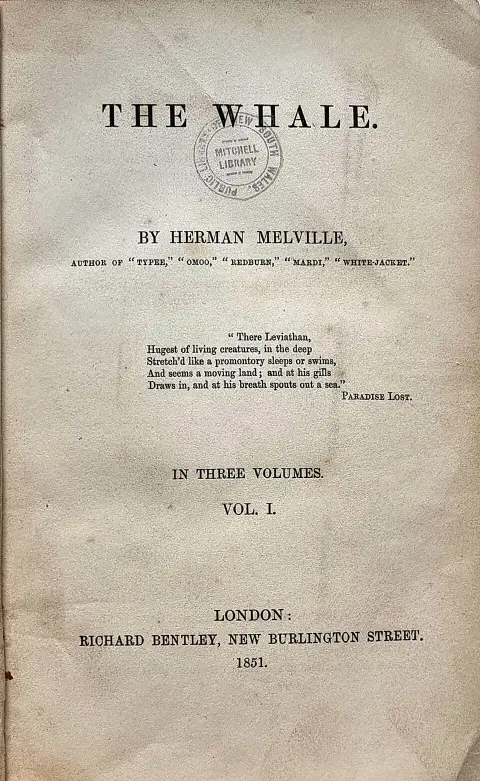 THE WHALE.
PUBLIC LIBRARY OF NEW SOUTH WALES.
MITCHELL
LIBRARY
BY HERMAN MELVILLE,
AUTHOR OF “TYPEE,” “OMOO,” “REDBURN,” “MARDI,” “WHITE-JACKET.”
“There Leviathan,
Hugest of living creatures, in the deep
Stretch’d like a promontory sleeps or swims,
And seems a moving land; and at his gills
Draws in, and at his breath spouts out a sea.”
PARADISE LOST.
IN THREE VOLUMES.
VOL. I.
LONDON:
RICHARD BENTLEY, NEW BURLINGTON STREET.
1851.